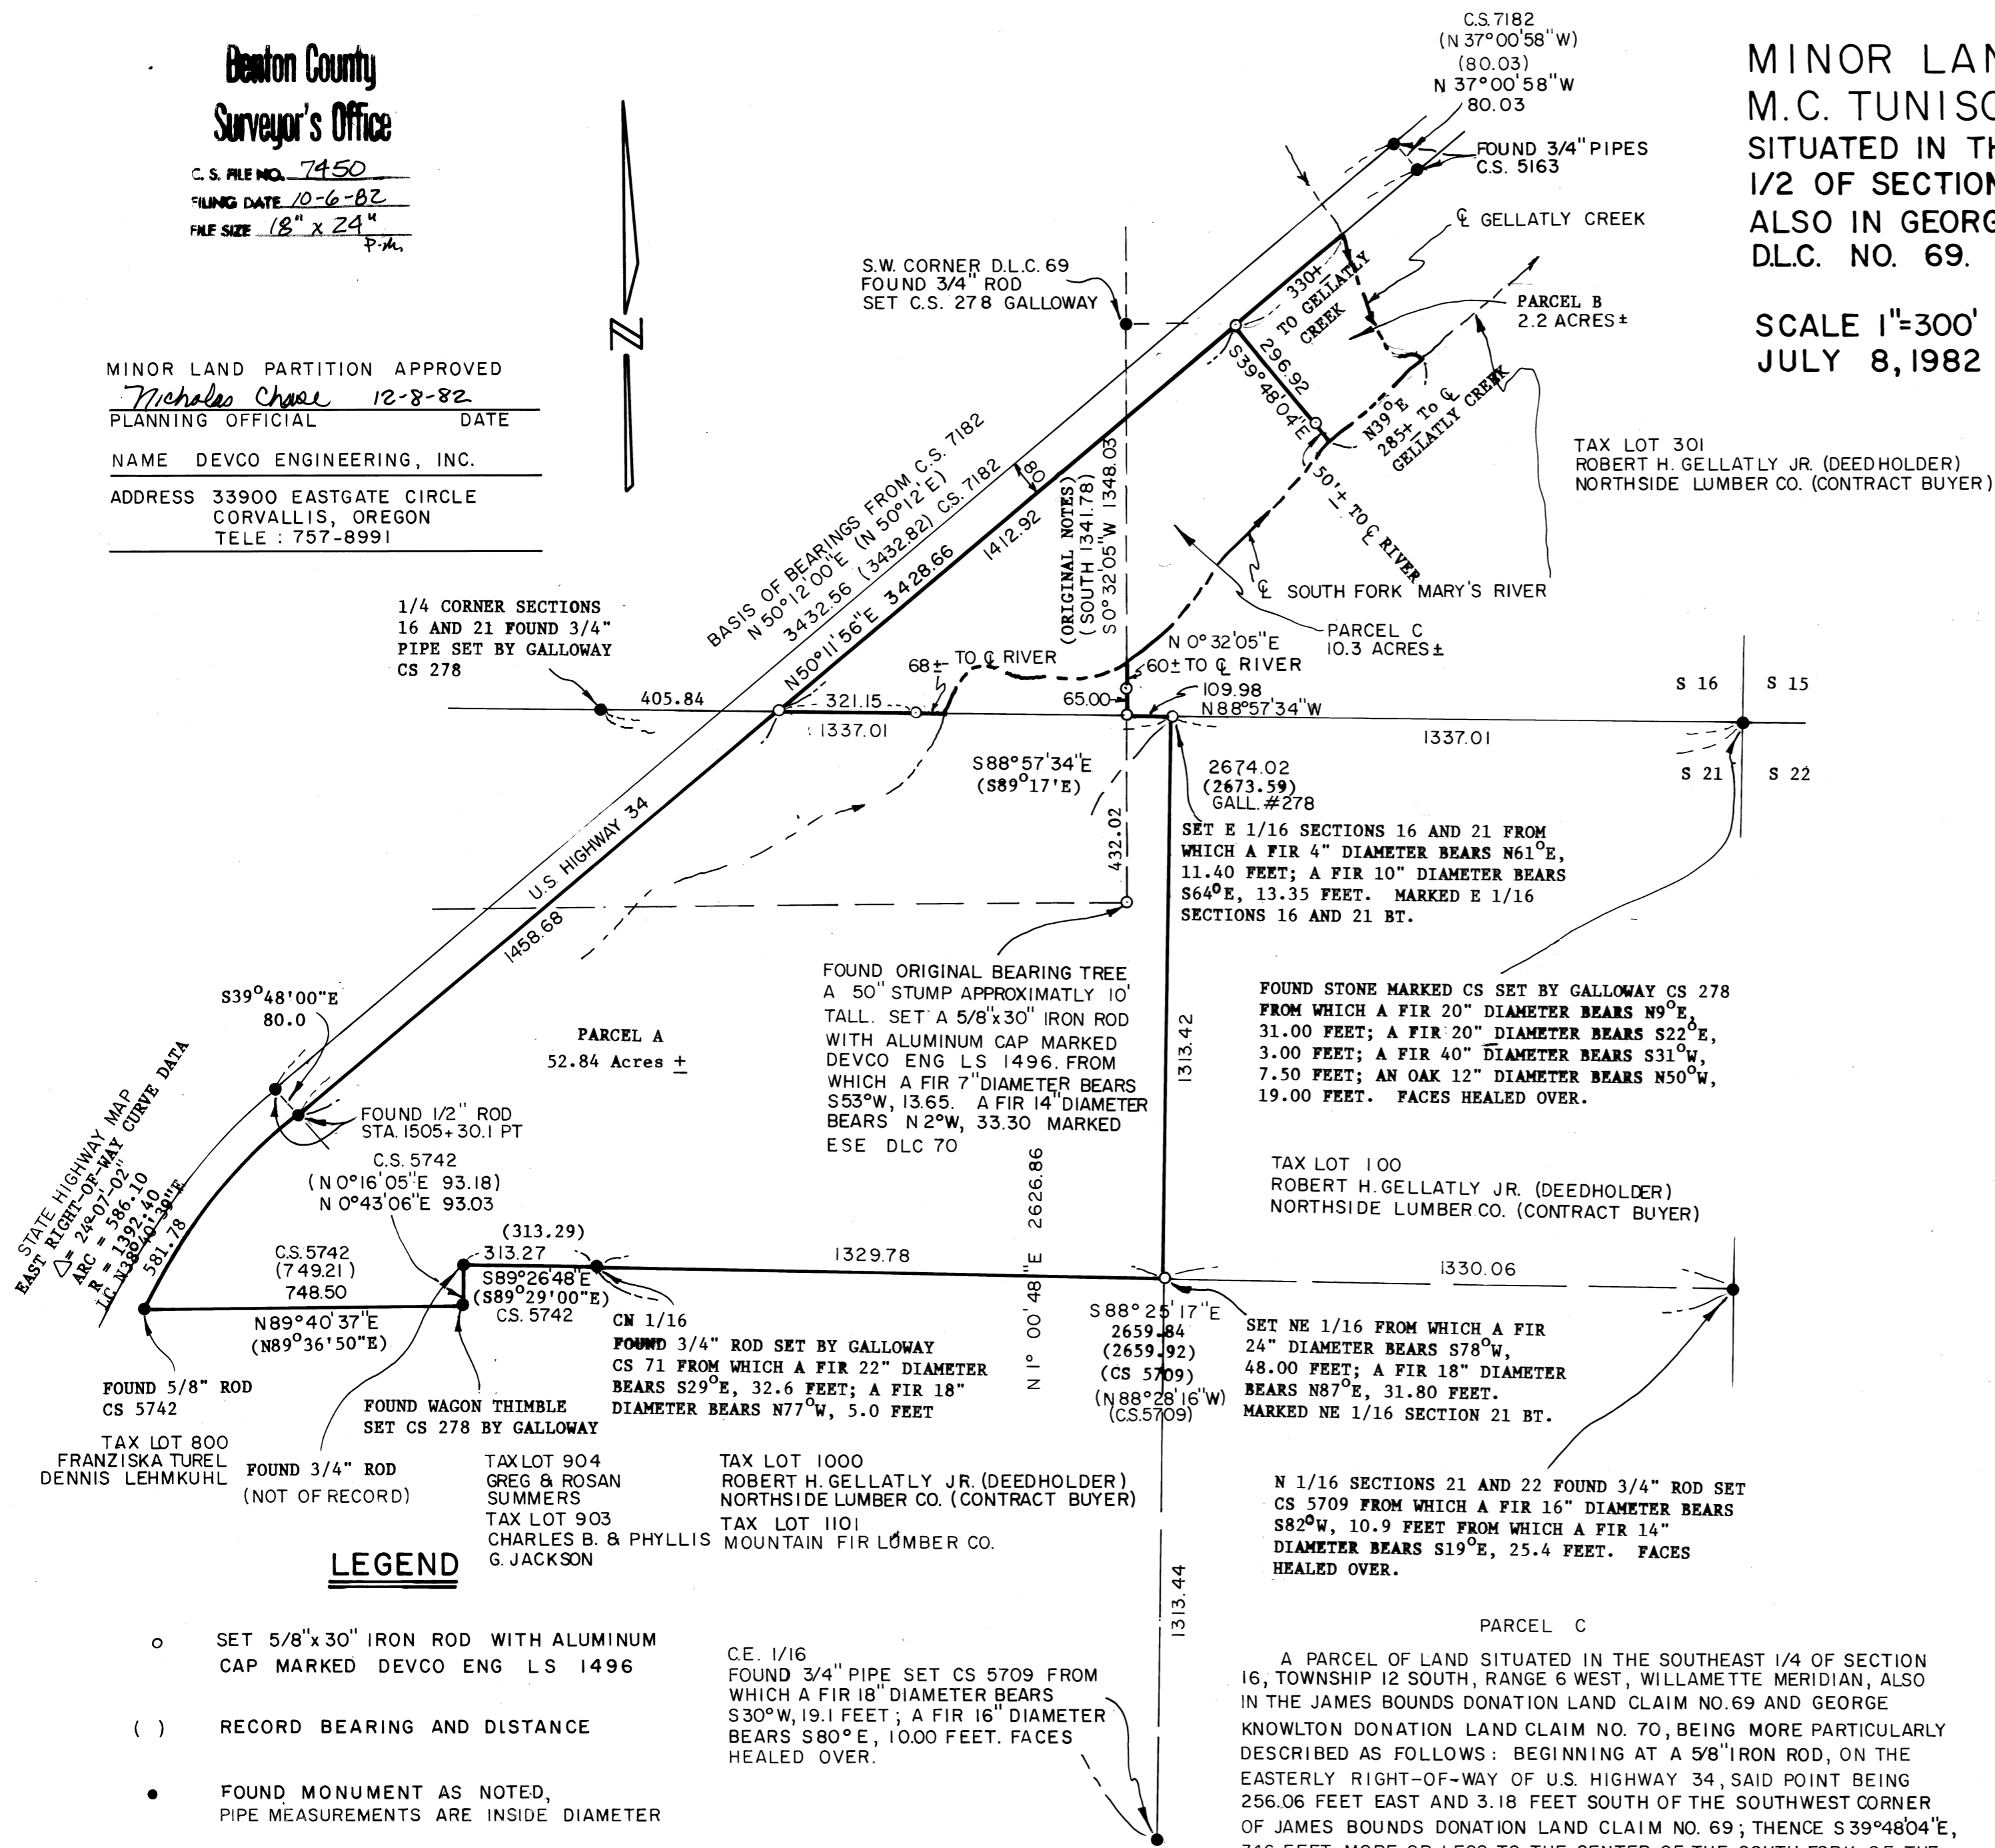 Benton County
Surveyor's Office
C. S. FILE NO. 7450
FILING DATE 10-6-82
FILE SIZE 18" x 24"
P.M.
MINOR LAND PARTITION APPROVED
Nicholas Chase 12-8-82
PLANNING OFFICIAL DATE
NAME DEVCO ENGINEERING, INC.
ADDRESS 33900 EASTGATE CIRCLE
CORVALLIS, OREGON
TELE : 757-8991
N
C.S. 7182
(N 37°00'58"W)
(80.03)
N 37°00'58"W
80.03
FOUND 3/4" PIPES
C.S. 5163
MINOR LAN
M.C. TUNISO
SITUATED IN TH
1/2 OF SECTION
ALSO IN GEORG
D.L.C. NO. 69.
SCALE 1"=300'
JULY 8, 1982
℄ GELLATLY CREEK
S.W. CORNER D.L.C. 69
FOUND 3/4" ROD
SET C.S. 278 GALLOWAY
PARCEL B
2.2 ACRES ±
330±
TO GELLATLY
CREEK
296.92
S39°48'04"E
N39°E
285± To ℄
GELLATLY CREEK
50'± TO ℄ RIVER
TAX LOT 301
ROBERT H. GELLATLY JR. (DEEDHOLDER)
NORTHSIDE LUMBER CO. (CONTRACT BUYER)
BASIS OF BEARINGS FROM C.S. 7182
N 50°12'00"E (N 50°12'E)
3432.56 (3432.82) C.S. 7182
80
N50°11'56"E 3428.66
1412.92
(ORIGINAL NOTES)
(SOUTH 1341.78)
S0°32'05"W 1348.03
℄ SOUTH FORK MARY'S RIVER
PARCEL C
10.3 ACRES ±
1/4 CORNER SECTIONS
16 AND 21 FOUND 3/4"
PIPE SET BY GALLOWAY
CS 278
68± TO ℄ RIVER
N 0°32'05"E
60± TO ℄ RIVER
405.84
321.15
65.00
109.98
N88°57'34"W
1337.01
1337.01
S 16 S 15
S 21 S 22
S88°57'34"E
(S89°17'E)
2674.02
(2673.59)
GALL. #278
432.02
SET E 1/16 SECTIONS 16 AND 21 FROM
WHICH A FIR 4" DIAMETER BEARS N61°E,
11.40 FEET; A FIR 10" DIAMETER BEARS
S64°E, 13.35 FEET. MARKED E 1/16
SECTIONS 16 AND 21 BT.
U.S. HIGHWAY 34
1458.68
FOUND ORIGINAL BEARING TREE
A 50" STUMP APPROXIMATLY 10'
TALL. SET A 5/8"x30" IRON ROD
WITH ALUMINUM CAP MARKED
DEVCO ENG LS 1496. FROM
WHICH A FIR 7" DIAMETER BEARS
S53°W, 13.65. A FIR 14" DIAMETER
BEARS N 2°W, 33.30 MARKED
ESE DLC 70
FOUND STONE MARKED CS SET BY GALLOWAY CS 278
FROM WHICH A FIR 20" DIAMETER BEARS N9°E,
31.00 FEET; A FIR 20" DIAMETER BEARS S22°E,
3.00 FEET; A FIR 40" DIAMETER BEARS S31°W,
7.50 FEET; AN OAK 12" DIAMETER BEARS N50°W,
19.00 FEET. FACES HEALED OVER.
S39°48'00"E
80.0
PARCEL A
52.84 Acres ±
1313.42
FOUND 1/2" ROD
STA. 1505+30.1 PT
STATE HIGHWAY MAP
EAST RIGHT-OF-WAY CURVE DATA
△= 24°-07'-02"
ARC = 586.10
R = 1392.40
LC N38°40'39"E
581.78
C.S. 5742
(N 0°16'05"E 93.18)
N 0°43'06"E 93.03
TAX LOT 100
ROBERT H. GELLATLY JR. (DEEDHOLDER)
NORTHSIDE LUMBER CO. (CONTRACT BUYER)
(313.29)
313.27
S89°26'48"E
(S89°29'00"E)
C.S. 5742
1329.78
N 1° 00' 48" E 2626.86
1330.06
C.S. 5742
(749.21)
748.50
N89°40'37"E
(N89°36'50"E)
CN 1/16
FOUND 3/4" ROD SET BY GALLOWAY
CS 71 FROM WHICH A FIR 22" DIAMETER
BEARS S29°E, 32.6 FEET; A FIR 18"
DIAMETER BEARS N77°W, 5.0 FEET
S 88° 25' 17"E
2659.84
(2659.92)
(CS 5709)
(N 88°28'16"W)
(C.S.5709)
SET NE 1/16 FROM WHICH A FIR
24" DIAMETER BEARS S78°W,
48.00 FEET; A FIR 18" DIAMETER
BEARS N87°E, 31.80 FEET.
MARKED NE 1/16 SECTION 21 BT.
FOUND 5/8" ROD
CS 5742
FOUND WAGON THIMBLE
SET CS 278 BY GALLOWAY
TAX LOT 800
FRANZISKA TUREL
DENNIS LEHMKUHL
FOUND 3/4" ROD
(NOT OF RECORD)
TAX LOT 904
GREG & ROSAN
SUMMERS
TAX LOT 903
CHARLES B. & PHYLLIS
G. JACKSON
TAX LOT 1000
ROBERT H. GELLATLY JR. (DEEDHOLDER)
NORTHSIDE LUMBER CO. (CONTRACT BUYER)
TAX LOT 1101
MOUNTAIN FIR LUMBER CO.
N 1/16 SECTIONS 21 AND 22 FOUND 3/4" ROD SET
CS 5709 FROM WHICH A FIR 16" DIAMETER BEARS
S82°W, 10.9 FEET FROM WHICH A FIR 14"
DIAMETER BEARS S19°E, 25.4 FEET. FACES
HEALED OVER.
1313.44
LEGEND
SET 5/8"x 30" IRON ROD WITH ALUMINUM
CAP MARKED DEVCO ENG LS 1496
( ) RECORD BEARING AND DISTANCE
FOUND MONUMENT AS NOTED,
PIPE MEASUREMENTS ARE INSIDE DIAMETER
C.E. 1/16
FOUND 3/4" PIPE SET CS 5709 FROM
WHICH A FIR 18" DIAMETER BEARS
S30°W, 19.1 FEET ; A FIR 16" DIAMETER
BEARS S80°E, 10.00 FEET. FACES
HEALED OVER.
PARCEL C
A PARCEL OF LAND SITUATED IN THE SOUTHEAST 1/4 OF SECTION
16, TOWNSHIP 12 SOUTH, RANGE 6 WEST, WILLAMETTE MERIDIAN, ALSO
IN THE JAMES BOUNDS DONATION LAND CLAIM NO. 69 AND GEORGE
KNOWLTON DONATION LAND CLAIM NO. 70, BEING MORE PARTICULARLY
DESCRIBED AS FOLLOWS : BEGINNING AT A 5/8" IRON ROD, ON THE
EASTERLY RIGHT-OF-WAY OF U.S. HIGHWAY 34, SAID POINT BEING
256.06 FEET EAST AND 3.18 FEET SOUTH OF THE SOUTHWEST CORNER
OF JAMES BOUNDS DONATION LAND CLAIM NO. 69 ; THENCE S 39°48'04"E,
FEET MORE OR LESS TO THE CENTER OF THE SOUTH FORK OF THE